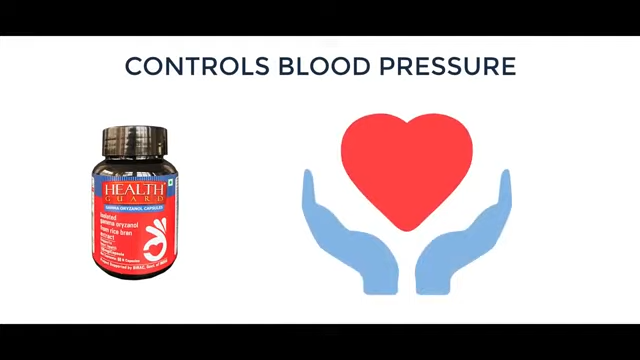 CONTROLS BLOOD PRESSURE
HEALTH
GUARD
GAMMA ORYZANOL CAPSULES
Isolated
gamma oryzanol
from rice bran
extract